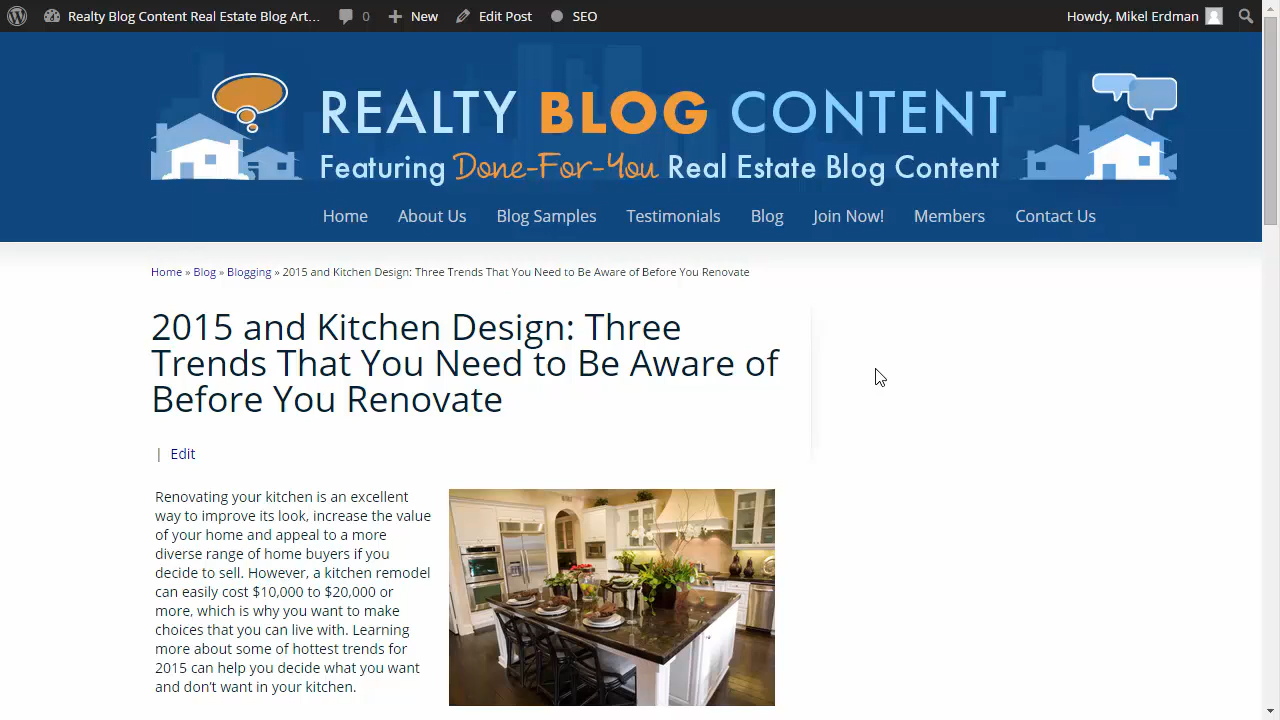 Realty Blog Content Real Estate Blog Art... 0 New Edit Post SEO Howdy, Mikel Erdman
REALTY BLOG CONTENT
Featuring Done-For-You Real Estate Blog Content
Home About Us Blog Samples Testimonials Blog Join Now! Members Contact Us
Home » Blog » Blogging » 2015 and Kitchen Design: Three Trends That You Need to Be Aware of Before You Renovate
2015 and Kitchen Design: Three
Trends That You Need to Be Aware of
Before You Renovate
| Edit
Renovating your kitchen is an excellent
way to improve its look, increase the value
of your home and appeal to a more
diverse range of home buyers if you
decide to sell. However, a kitchen remodel
can easily cost $10,000 to $20,000 or
more, which is why you want to make
choices that you can live with. Learning
more about some of hottest trends for
2015 can help you decide what you want
and don't want in your kitchen.